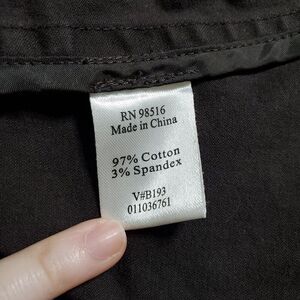 RN 98516
Made in China
97% Cotton
3% Spandex
V#B193
011036761